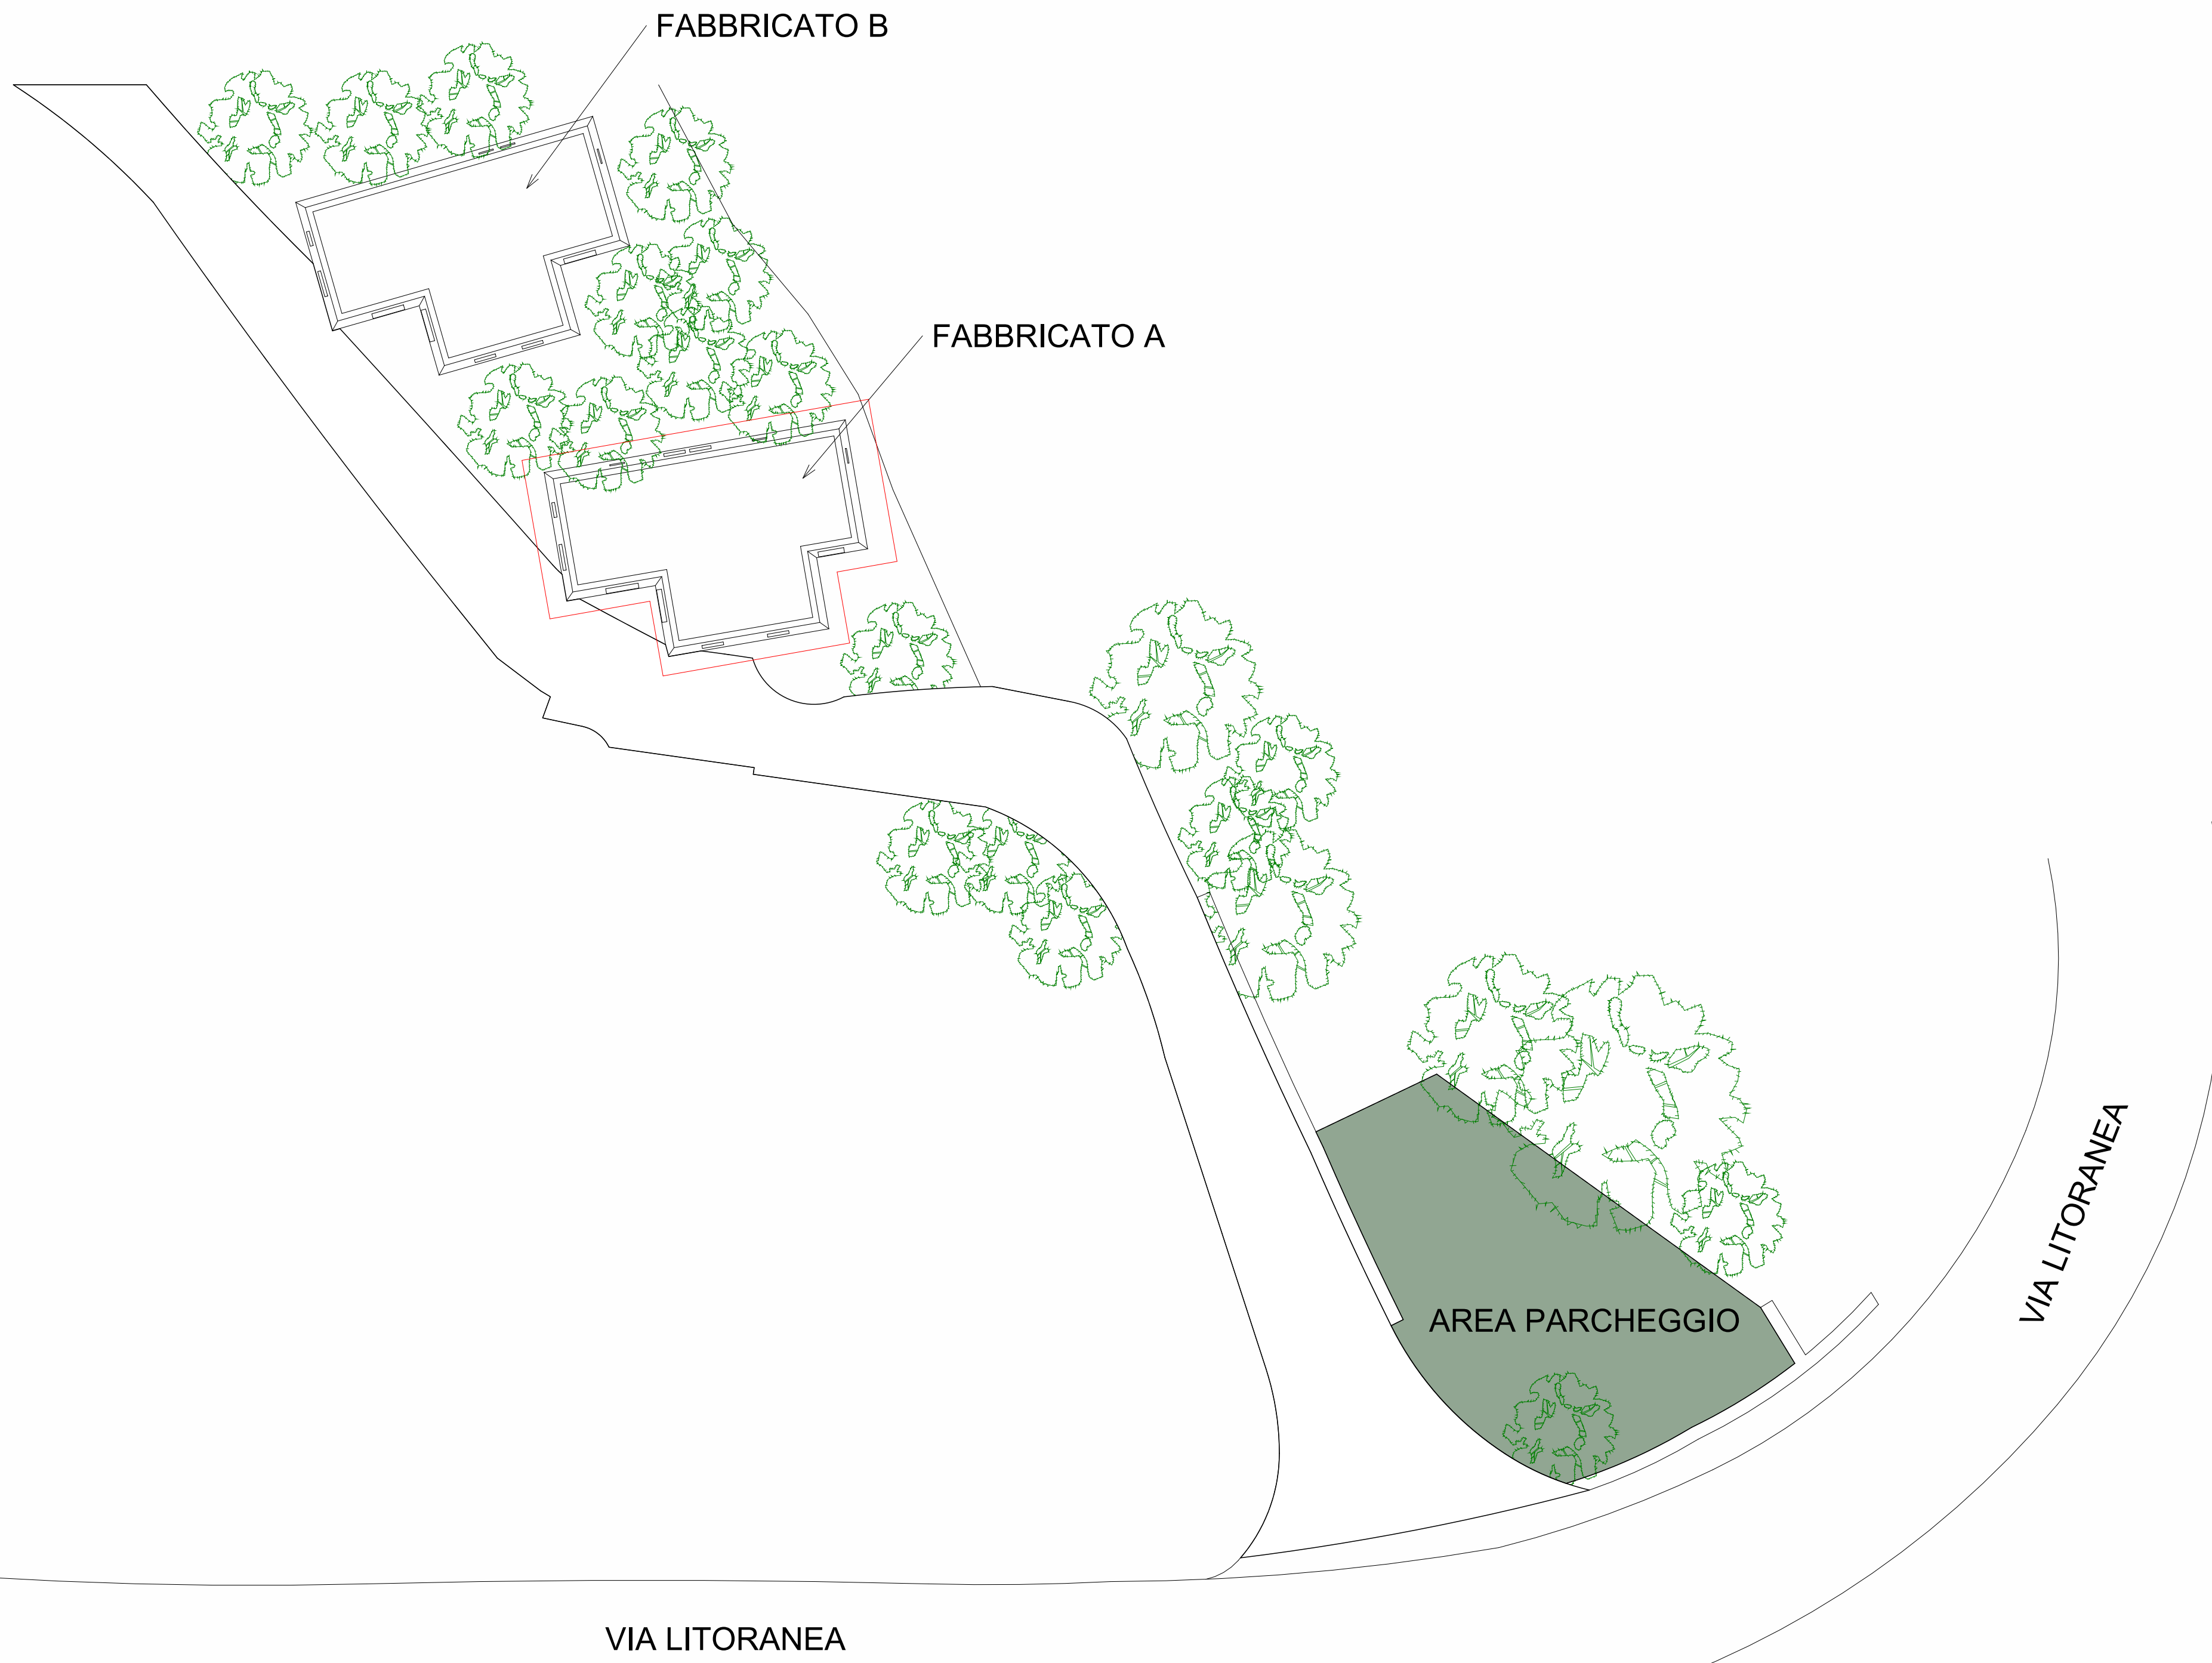 FABBRICATO B
FABBRICATO A
VIA LITORANEA
AREA PARCHEGGIO
VIA LITORANEA